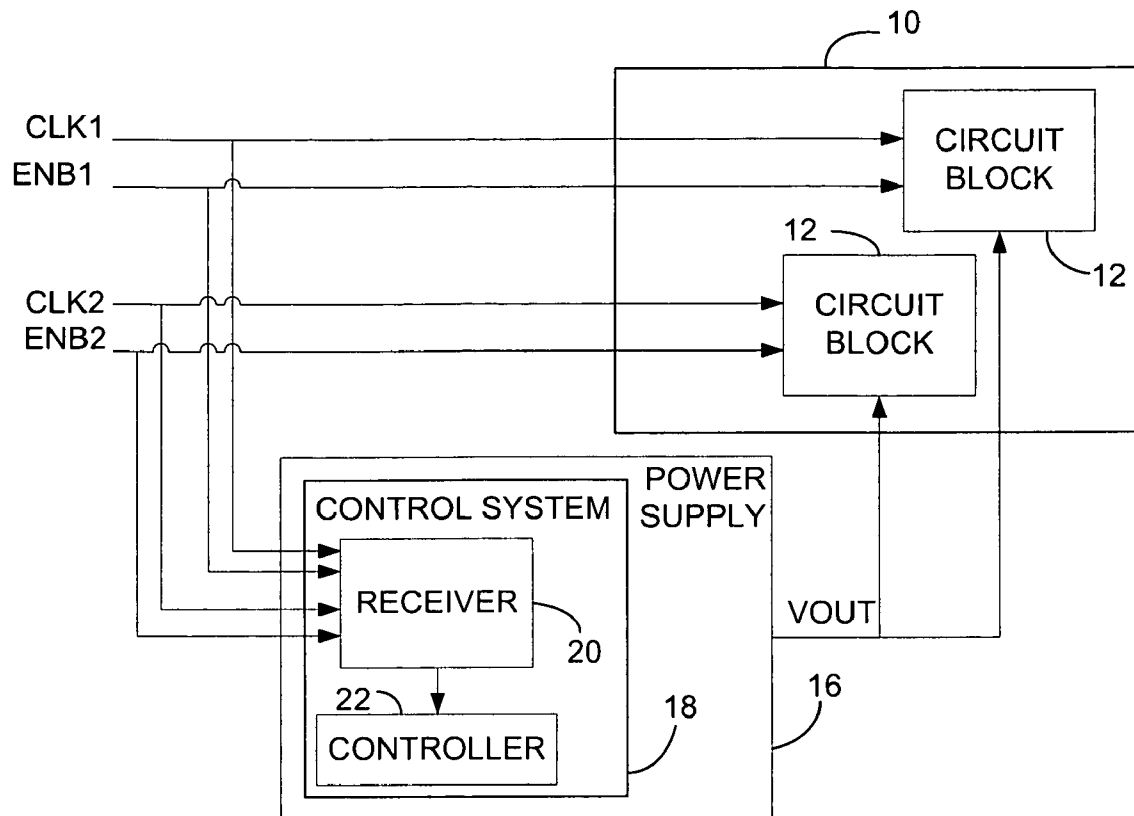 10
CLK1
CIRCUIT
BLOCK
ENB1
12
12
CLK2
CIRCUIT
BLOCK
ENB2
POWER
SUPPLY
CONTROL SYSTEM
RECEIVER
VOUT
20
22
18
16
CONTROLLER